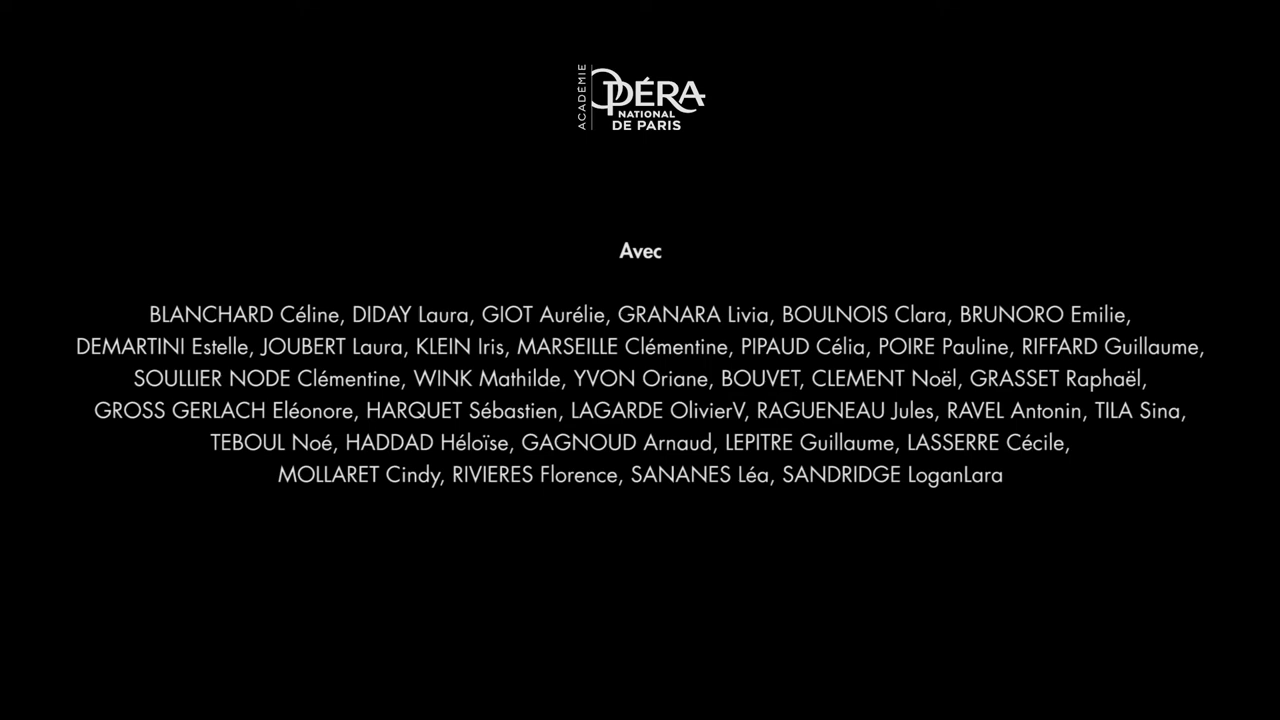 ACADÉMIE
OPÉRA
NATIONAL
DE PARIS
Avec
BLANCHARD Céline, DIDAY Laura, GIOT Aurélie, GRANARA Livia, BOULNOIS Clara, BRUNORO Emilie,
DEMARTINI Estelle, JOUBERT Laura, KLEIN Iris, MARSEILLE Clémentine, PIPAUD Célia, POIRE Pauline, RIFFARD Guillaume,
SOULLIER NODE Clémentine, WINK Mathilde, YVON Oriane, BOUVET, CLEMENT Noël, GRASSET Raphaël,
GROSS GERLACH Eléonore, HARQUET Sébastien, LAGARDE OlivierV, RAGUENEAU Jules, RAVEL Antonin, TILA Sina,
TEBOUL Noé, HADDAD Héloïse, GAGNOUD Arnaud, LEPITRE Guillaume, LASSERRE Cécile,
MOLLARET Cindy, RIVIERES Florence, SANANES Léa, SANDRIDGE LoganLara